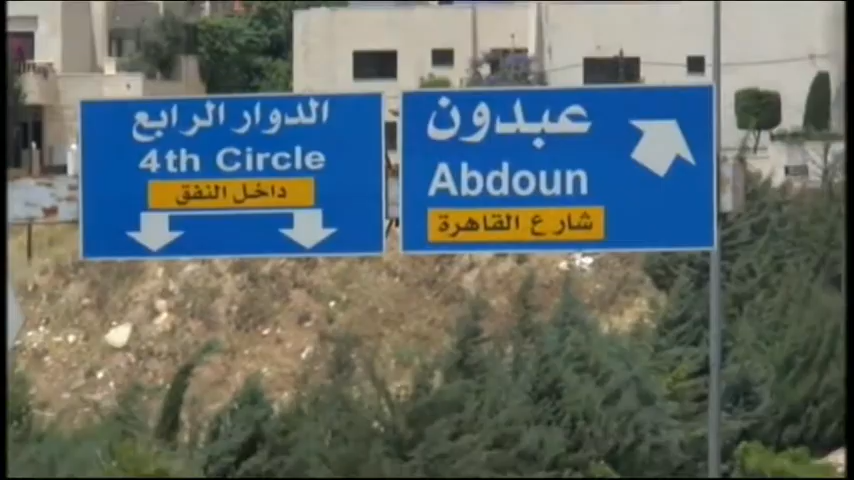 الدوار الرابع
4th Circle
داخل النفق
عبدون
Abdoun
شارع القاهرة